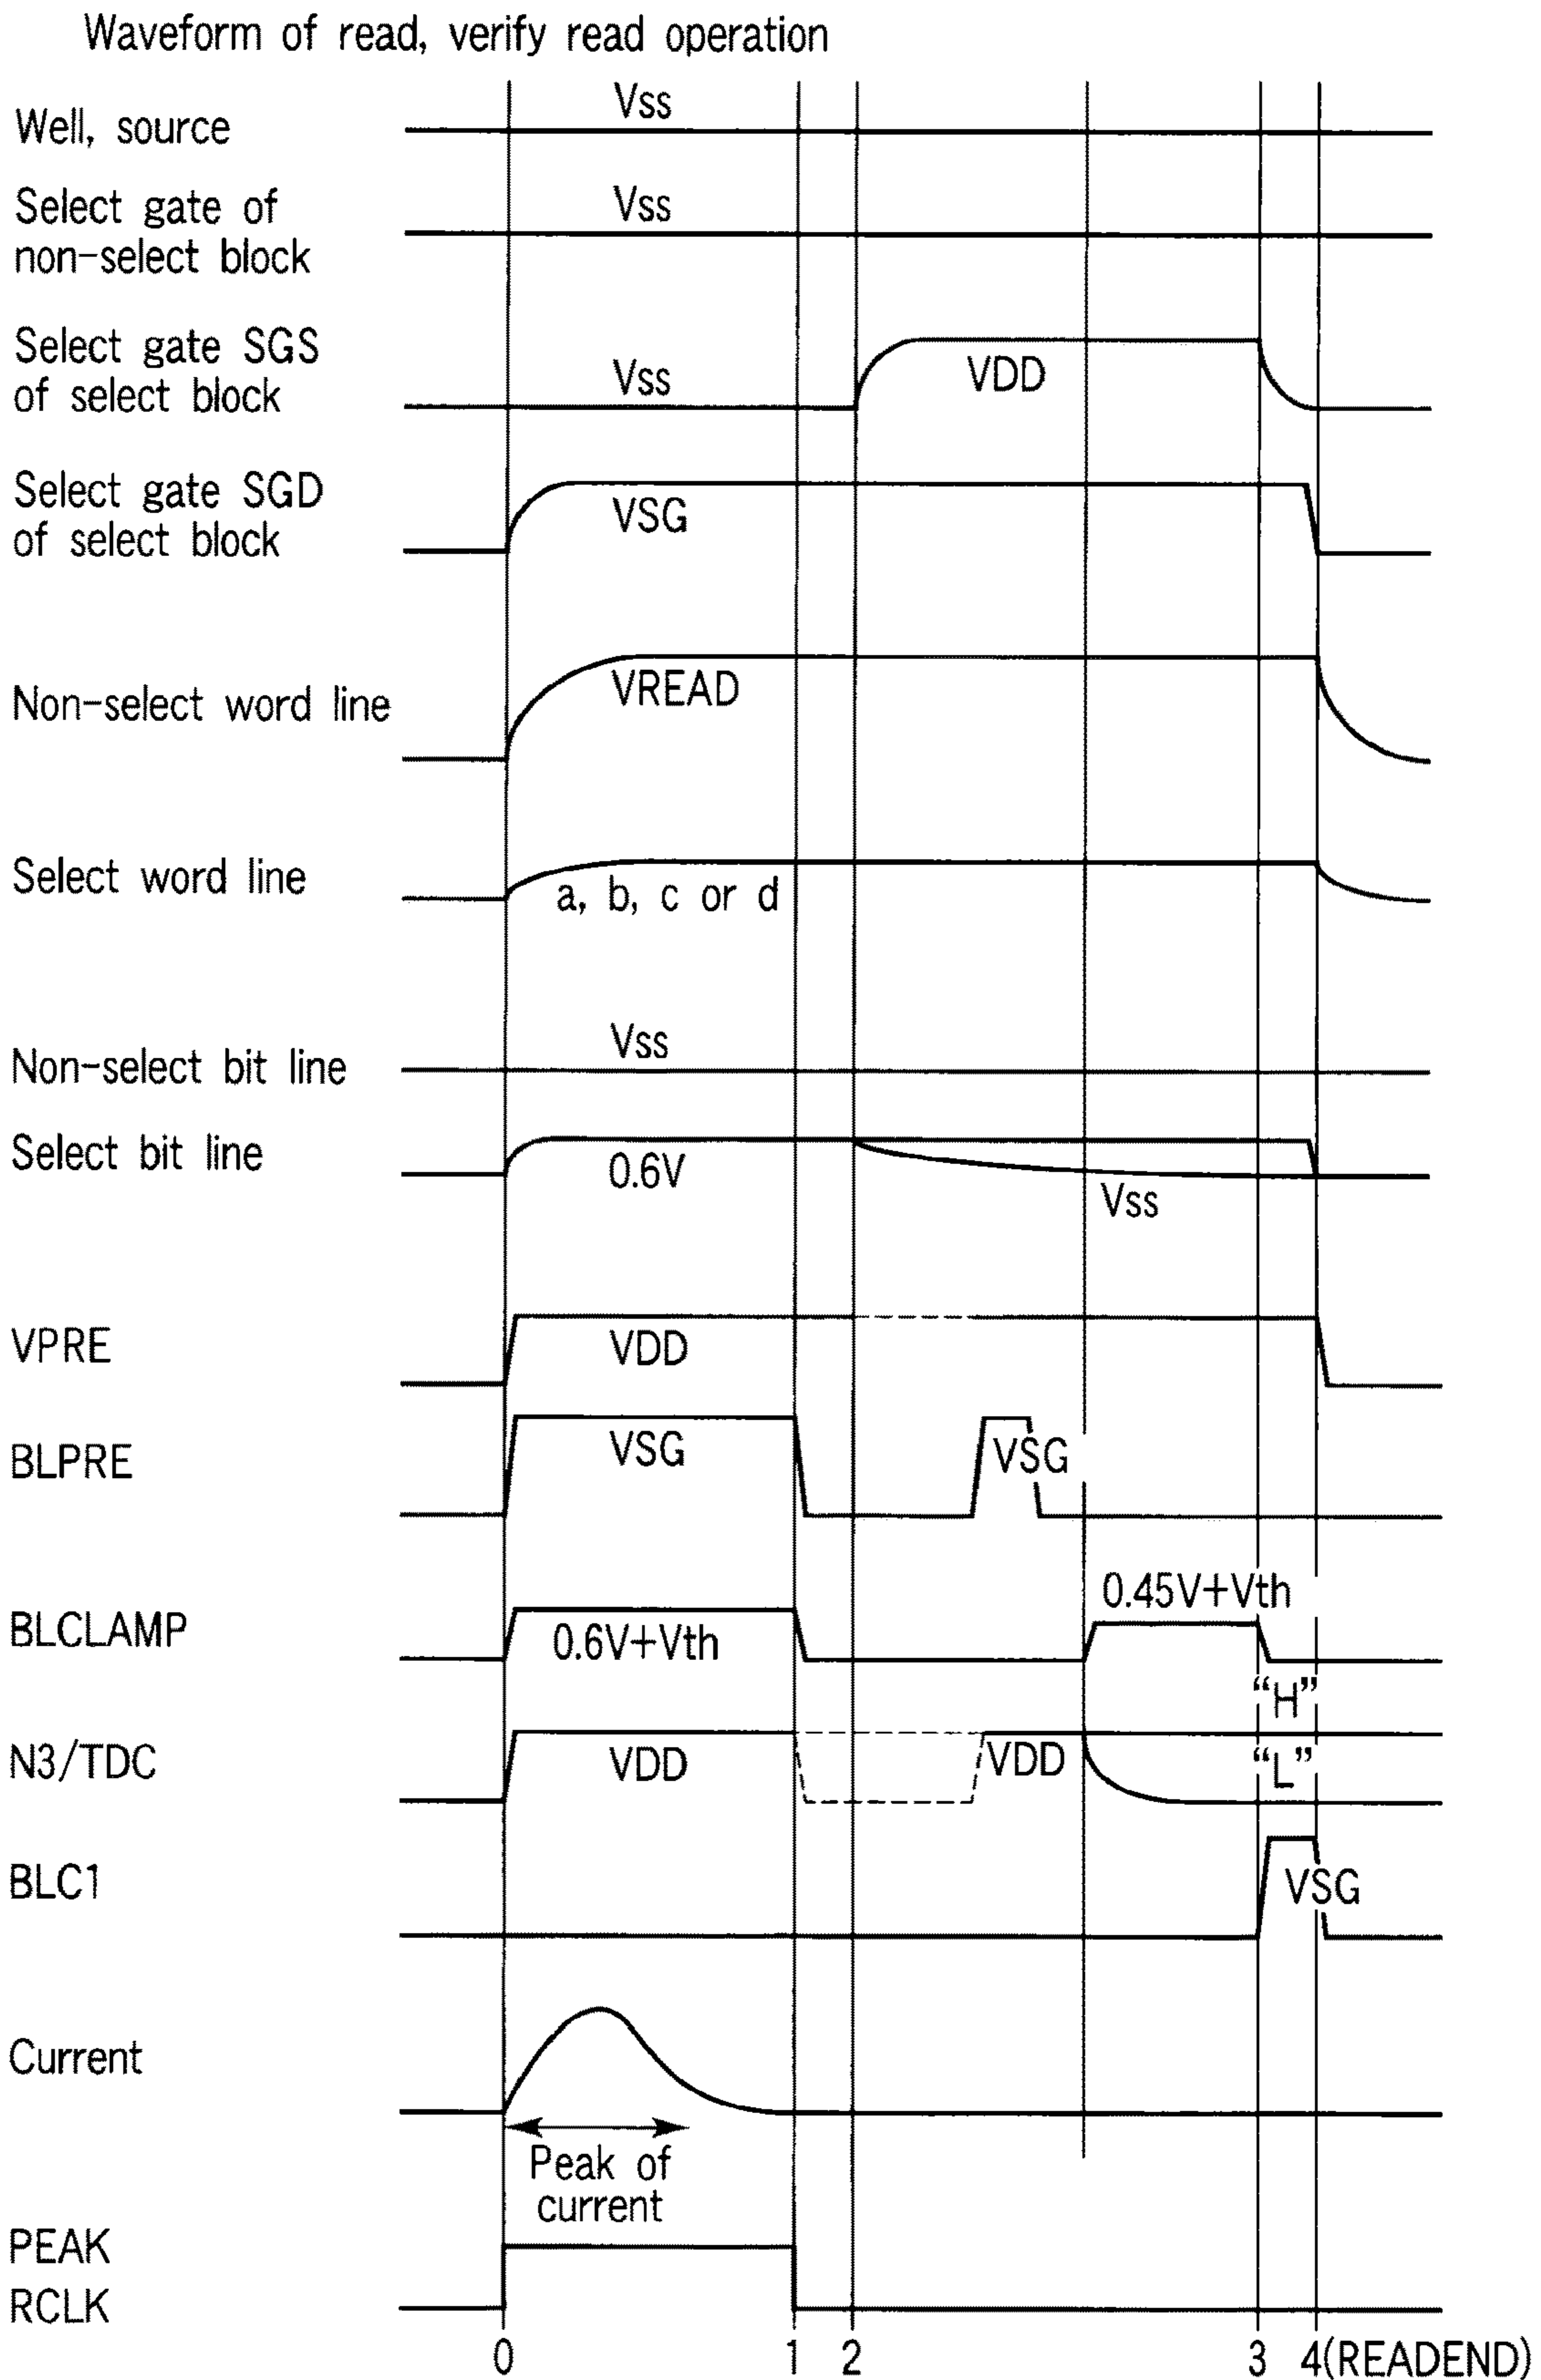 Waveform of read, verify read operation
Well, source
Vss
Select gate of
non-select block
Vss
Select gate SGS
of select block
Vss
VDD
Select gate SGD
of select block
VSG
Non-select word line
VREAD
Select word line
a, b, c or d
Non-select bit line
Vss
Select bit line
0.6V
Vss
VPRE
VDD
BLPRE
VSG
VSG
BLCLAMP
0.6V+Vth
0.45V+Vth
N3/TDC
VDD
VDD
“H”
“L”
BLC1
VSG
Current
Peak of
current
PEAK
RCLK
0 1 2 3 4(READEND)